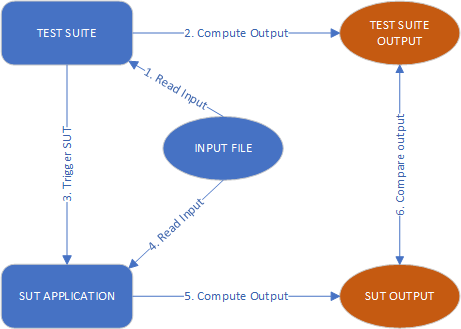 TEST SUITE
2. Compute Output
TEST SUITE
OUTPUT
1. Read Input
INPUT FILE
3. Trigger SUT
4. Read Input
6. Compare output
SUT APPLICATION
5. Compute Output
SUT OUTPUT